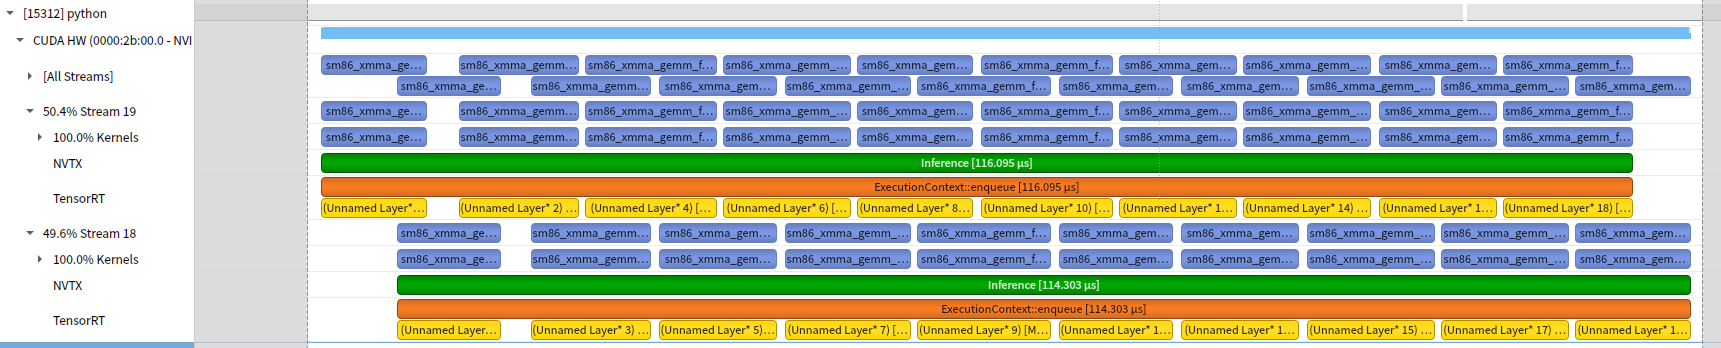 [15312] python
CUDA HW (0000:2b:00.0 - NVI
[All Streams]
sm86_xmma_ge... sm86_xmma_gemm... sm86_xmma_gemm_f... sm86_xmma_gemm_... sm86_xmma_gem... sm86_xmma_gemm_f... sm86_xmma_gem... sm86_xmma_gemm_... sm86_xmma_gem... sm86_xmma_gemm_f...
sm86_xmma_ge... sm86_xmma_gemm... sm86_xmma_gem... sm86_xmma_gemm_... sm86_xmma_gemm_f... sm86_xmma_gem... sm86_xmma_gem... sm86_xmma_gemm_... sm86_xmma_gemm_... sm86_xmma_gem...
50.4% Stream 19 sm86_xmma_ge... sm86_xmma_gemm... sm86_xmma_gemm_f... sm86_xmma_gemm_... sm86_xmma_gem... sm86_xmma_gemm_f... sm86_xmma_gem... sm86_xmma_gemm_... sm86_xmma_gem... sm86_xmma_gemm_f...
100.0% Kernels sm86_xmma_ge... sm86_xmma_gemm... sm86_xmma_gemm_f... sm86_xmma_gemm_... sm86_xmma_gem... sm86_xmma_gemm_f... sm86_xmma_gem... sm86_xmma_gemm_... sm86_xmma_gem... sm86_xmma_gemm_f...
NVTX Inference [116.095 µs]
TensorRT
ExecutionContext::enqueue [116.095 µs]
(Unnamed Layer*... (Unnamed Layer* 2) ... (Unnamed Layer* 4) [... (Unnamed Layer* 6) [... (Unnamed Layer* 8... (Unnamed Layer* 10) [... (Unnamed Layer* 1... (Unnamed Layer* 14) ... (Unnamed Layer* 1... (Unnamed Layer* 18) [...
49.6% Stream 18 sm86_xmma_ge... sm86_xmma_gemm... sm86_xmma_gem... sm86_xmma_gemm_... sm86_xmma_gemm_f... sm86_xmma_gem... sm86_xmma_gem... sm86_xmma_gemm_... sm86_xmma_gemm_... sm86_xmma_gem...
100.0% Kernels sm86_xmma_ge... sm86_xmma_gemm... sm86_xmma_gem... sm86_xmma_gemm_... sm86_xmma_gemm_f... sm86_xmma_gem... sm86_xmma_gem... sm86_xmma_gemm_... sm86_xmma_gemm_... sm86_xmma_gem...
NVTX Inference [114.303 µs]
TensorRT
ExecutionContext::enqueue [114.303 µs]
(Unnamed Layer... (Unnamed Layer* 3) ... (Unnamed Layer* 5)... (Unnamed Layer* 7) [... (Unnamed Layer* 9) [M... (Unnamed Layer* 1... (Unnamed Layer* 1... (Unnamed Layer* 15) ... (Unnamed Layer* 17) ... (Unnamed Layer* 1...